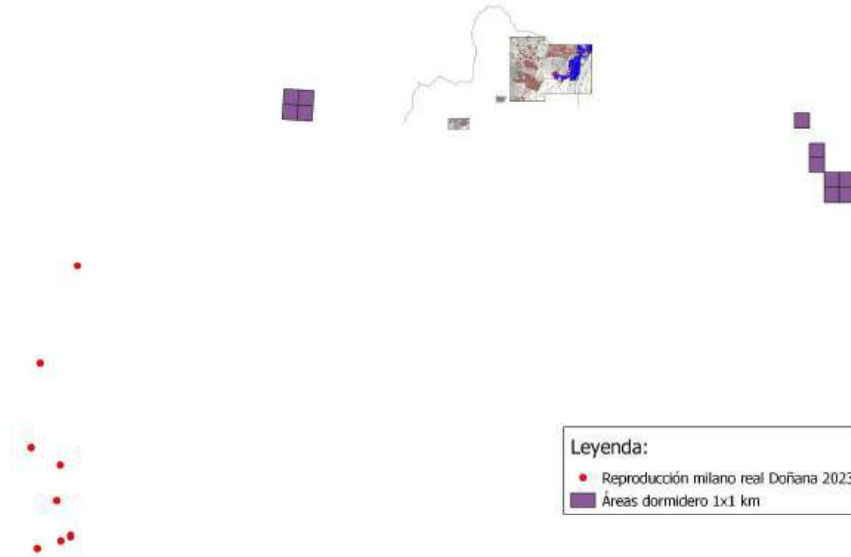 Leyenda:
Reproducción milano real Doñana 2023
Áreas dormidero 1x1 km